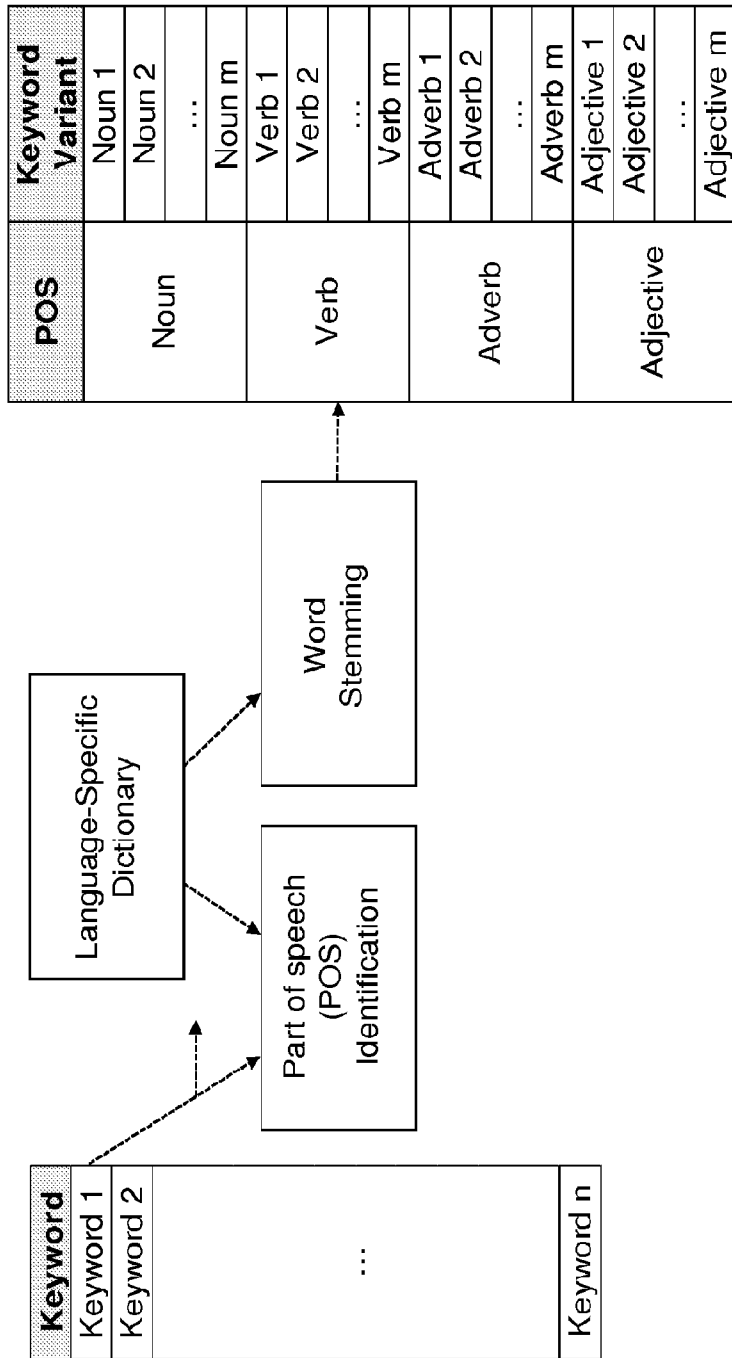 Keyword
Keyword 1
Keyword 2
...
Keyword n
Part of speech
(POS)
Identification
Language-Specific
Dictionary
Word
Stemming
POS
Keyword
Variant
Noun
Noun 1
Noun 2
...
Noun m
Verb
Verb 1
Verb 2
...
Verb m
Adverb
Adverb 1
Adverb 2
...
Adverb m
Adjective
Adjective 1
Adjective 2
...
Adjective m